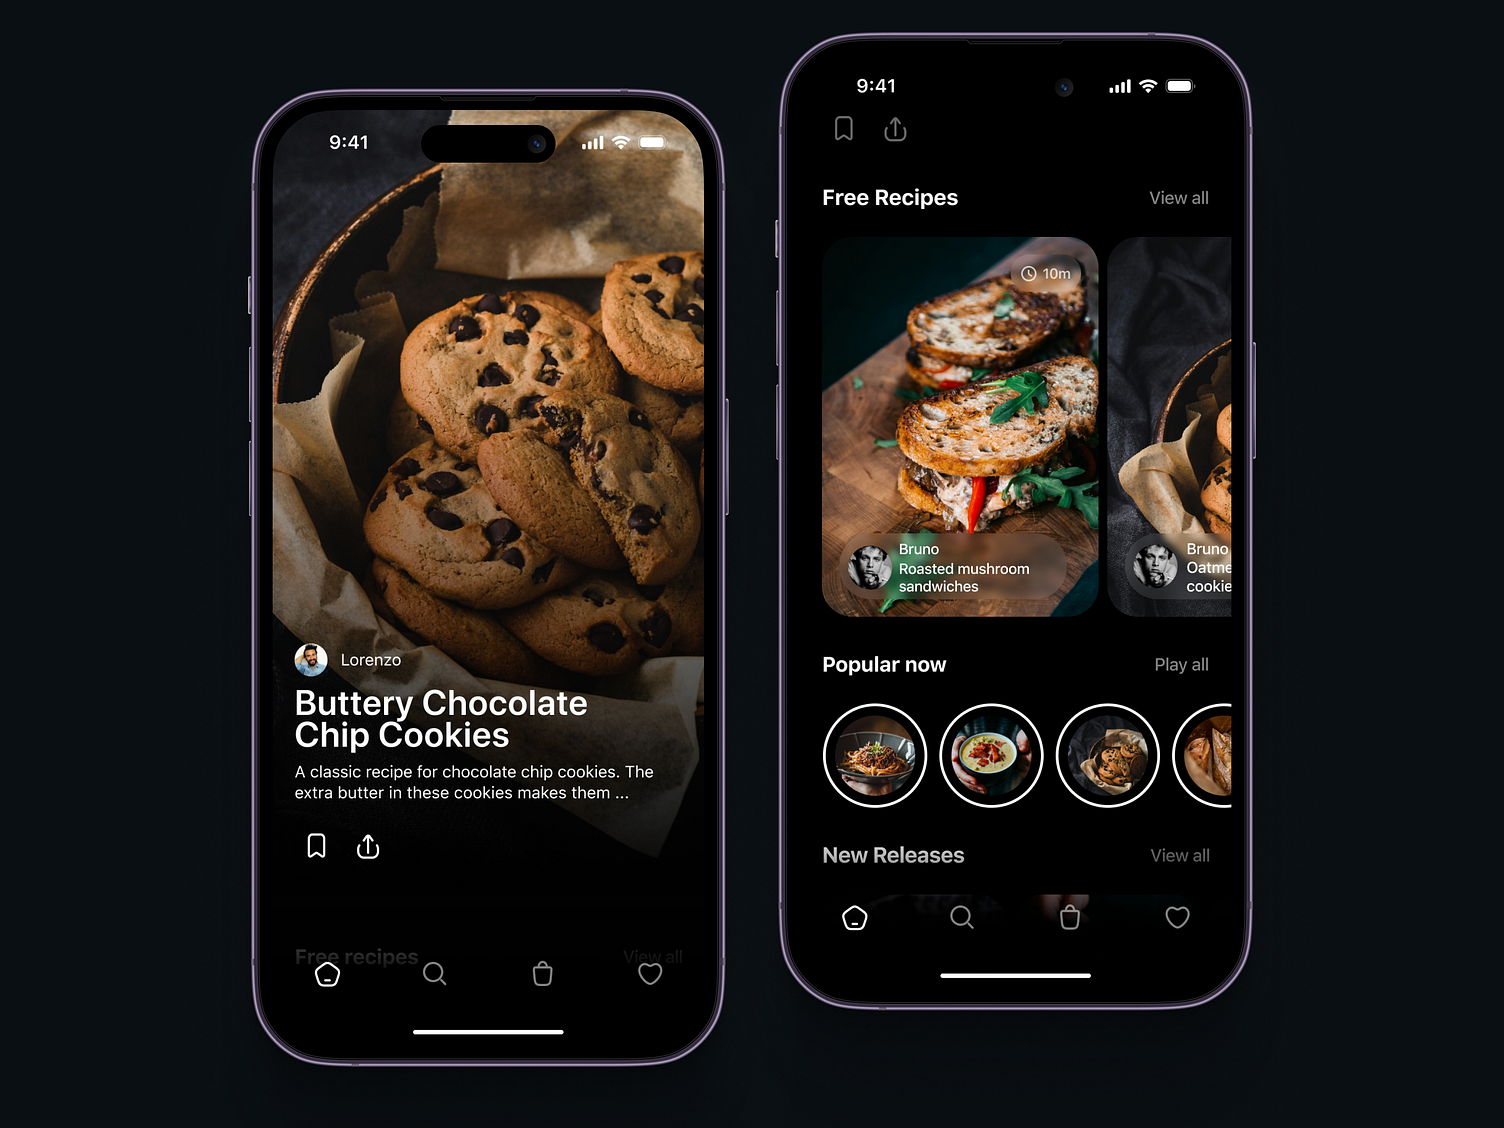 9:41
Lorenzo
Buttery Chocolate
Chip Cookies
A classic recipe for chocolate chip cookies. The
extra butter in these cookies makes them ...
Free recipes
View all
9:41
Free Recipes
View all
10m
Bruno
Roasted mushroom
sandwiches
Bruno
Oatme
cookie
Popular now
Play all
New Releases
View all